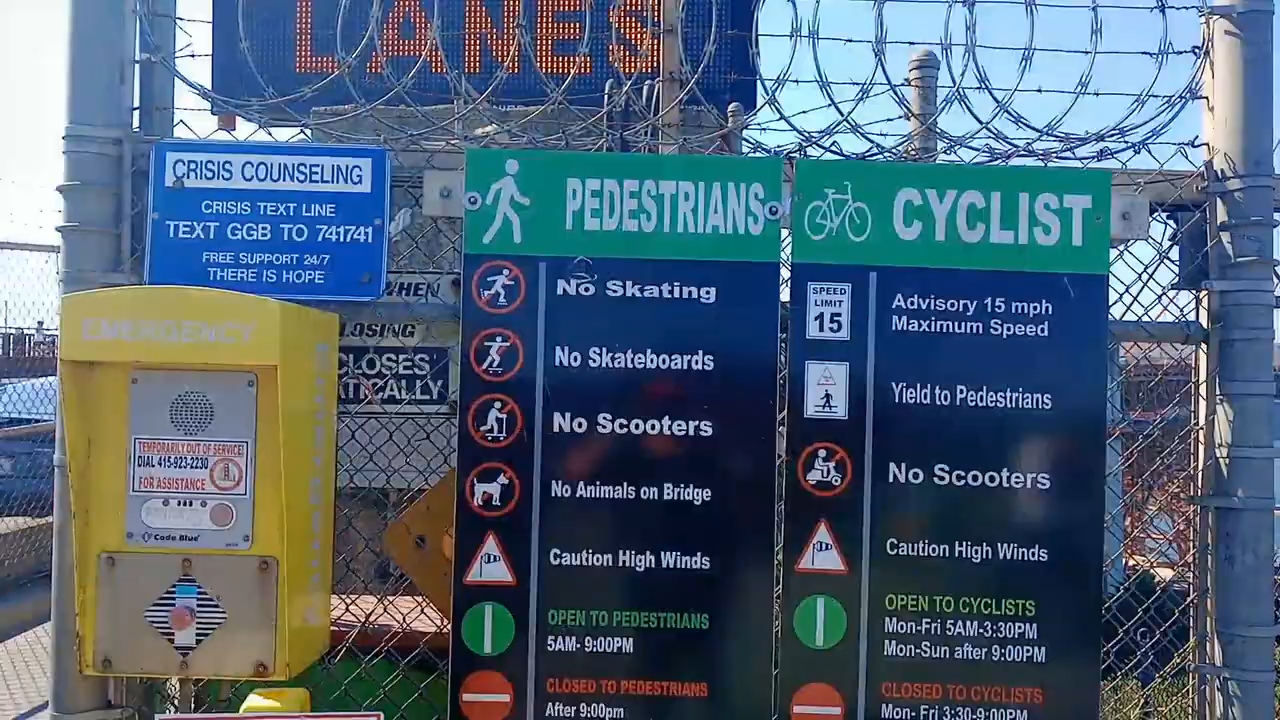 LANES
CRISIS COUNSELING
CRISIS TEXT LINE
TEXT GGB TO 741741
FREE SUPPORT 24/7
THERE IS HOPE
WHEN
LOSING
CLOSES
ATICALLY
EMERGENCY
TEMPORARILY OUT OF SERVICE
DIAL 415-923-2230
FOR ASSISTANCE
Code Blue
PEDESTRIANS
No Skating
No Skateboards
No Scooters
No Animals on Bridge
Caution High Winds
OPEN TO PEDESTRIANS
5AM- 9:00PM
CLOSED TO PEDESTRIANS
After 9:00pm
CYCLIST
SPEED
LIMIT
15
Advisory 15 mph
Maximum Speed
Yield to Pedestrians
No Scooters
Caution High Winds
OPEN TO CYCLISTS
Mon-Fri 5AM-3:30PM
Mon-Sun after 9:00PM
CLOSED TO CYCLISTS
Mon- Fri 3:30-9:00PM